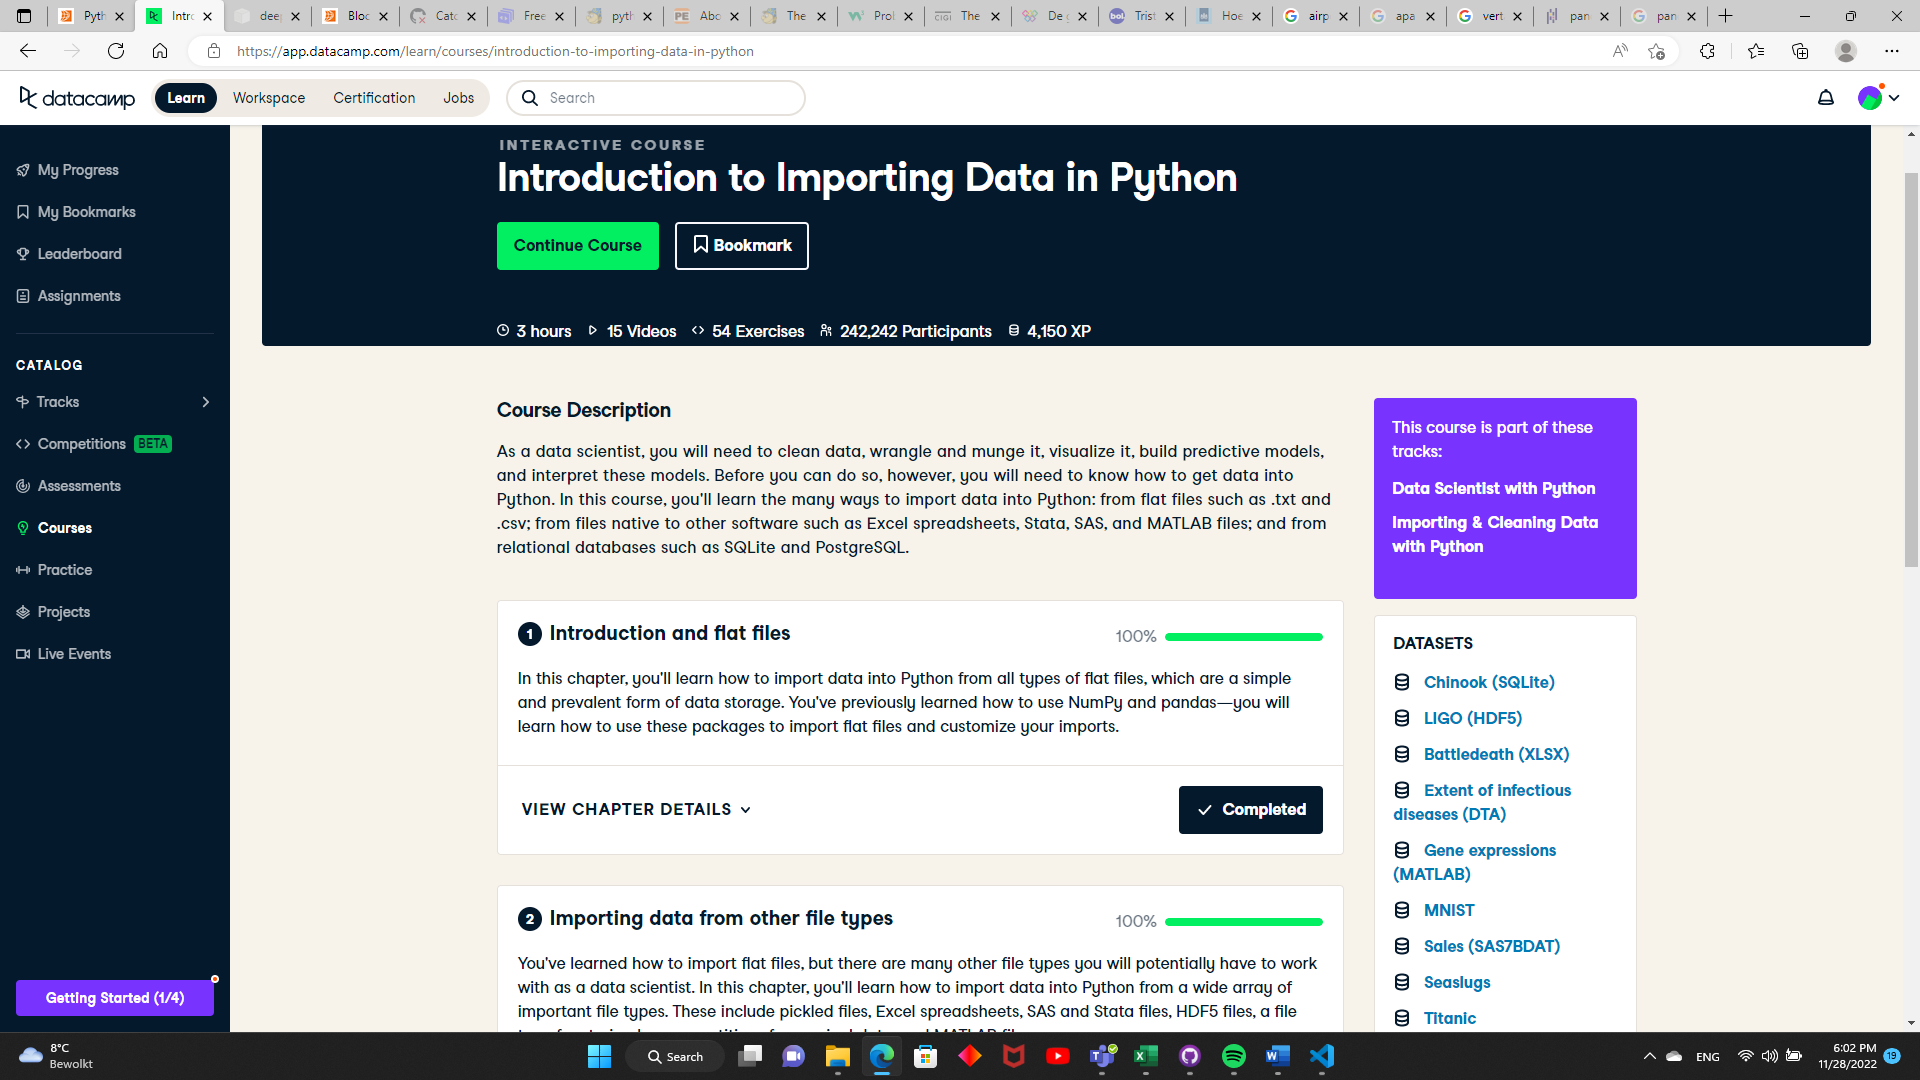 Pyth
Intro
deep
Bloc
Catc
Free
pyth
Abo
The
Prol
The
De g
Trist
Hoe
airp
apa
vert
pan
pan
https://app.datacamp.com/learn/courses/introduction-to-importing-data-in-python
datacamp
Learn
Workspace
Certification
Jobs
Search
My Progress
My Bookmarks
Leaderboard
Assignments
CATALOG
Tracks
Competitions BETA
Assessments
Courses
Practice
Projects
Live Events
Getting Started (1/4)
INTERACTIVE COURSE
Introduction to Importing Data in Python
Continue Course
Bookmark
3 hours 15 Videos 54 Exercises 242,242 Participants 4,150 XP
Course Description
As a data scientist, you will need to clean data, wrangle and munge it, visualize it, build predictive models,
and interpret these models. Before you can do so, however, you will need to know how to get data into
Python. In this course, you'll learn the many ways to import data into Python: from flat files such as .txt and
.csv; from files native to other software such as Excel spreadsheets, Stata, SAS, and MATLAB files; and from
relational databases such as SQLite and PostgreSQL.
1 Introduction and flat files 100%
In this chapter, you'll learn how to import data into Python from all types of flat files, which are a simple
and prevalent form of data storage. You've previously learned how to use NumPy and pandas—you will
learn how to use these packages to import flat files and customize your imports.
VIEW CHAPTER DETAILS
Completed
2 Importing data from other file types 100%
You've learned how to import flat files, but there are many other file types you will potentially have to work
with as a data scientist. In this chapter, you'll learn how to import data into Python from a wide array of
important file types. These include pickled files, Excel spreadsheets, SAS and Stata files, HDF5 files, a file
This course is part of these
tracks:
Data Scientist with Python
Importing & Cleaning Data
with Python
DATASETS
Chinook (SQLite)
LIGO (HDF5)
Battledeath (XLSX)
Extent of infectious
diseases (DTA)
Gene expressions
(MATLAB)
MNIST
Sales (SAS7BDAT)
Seaslugs
Titanic
8°C
Bewolkt
Search
ENG
6:02 PM
11/28/2022
19